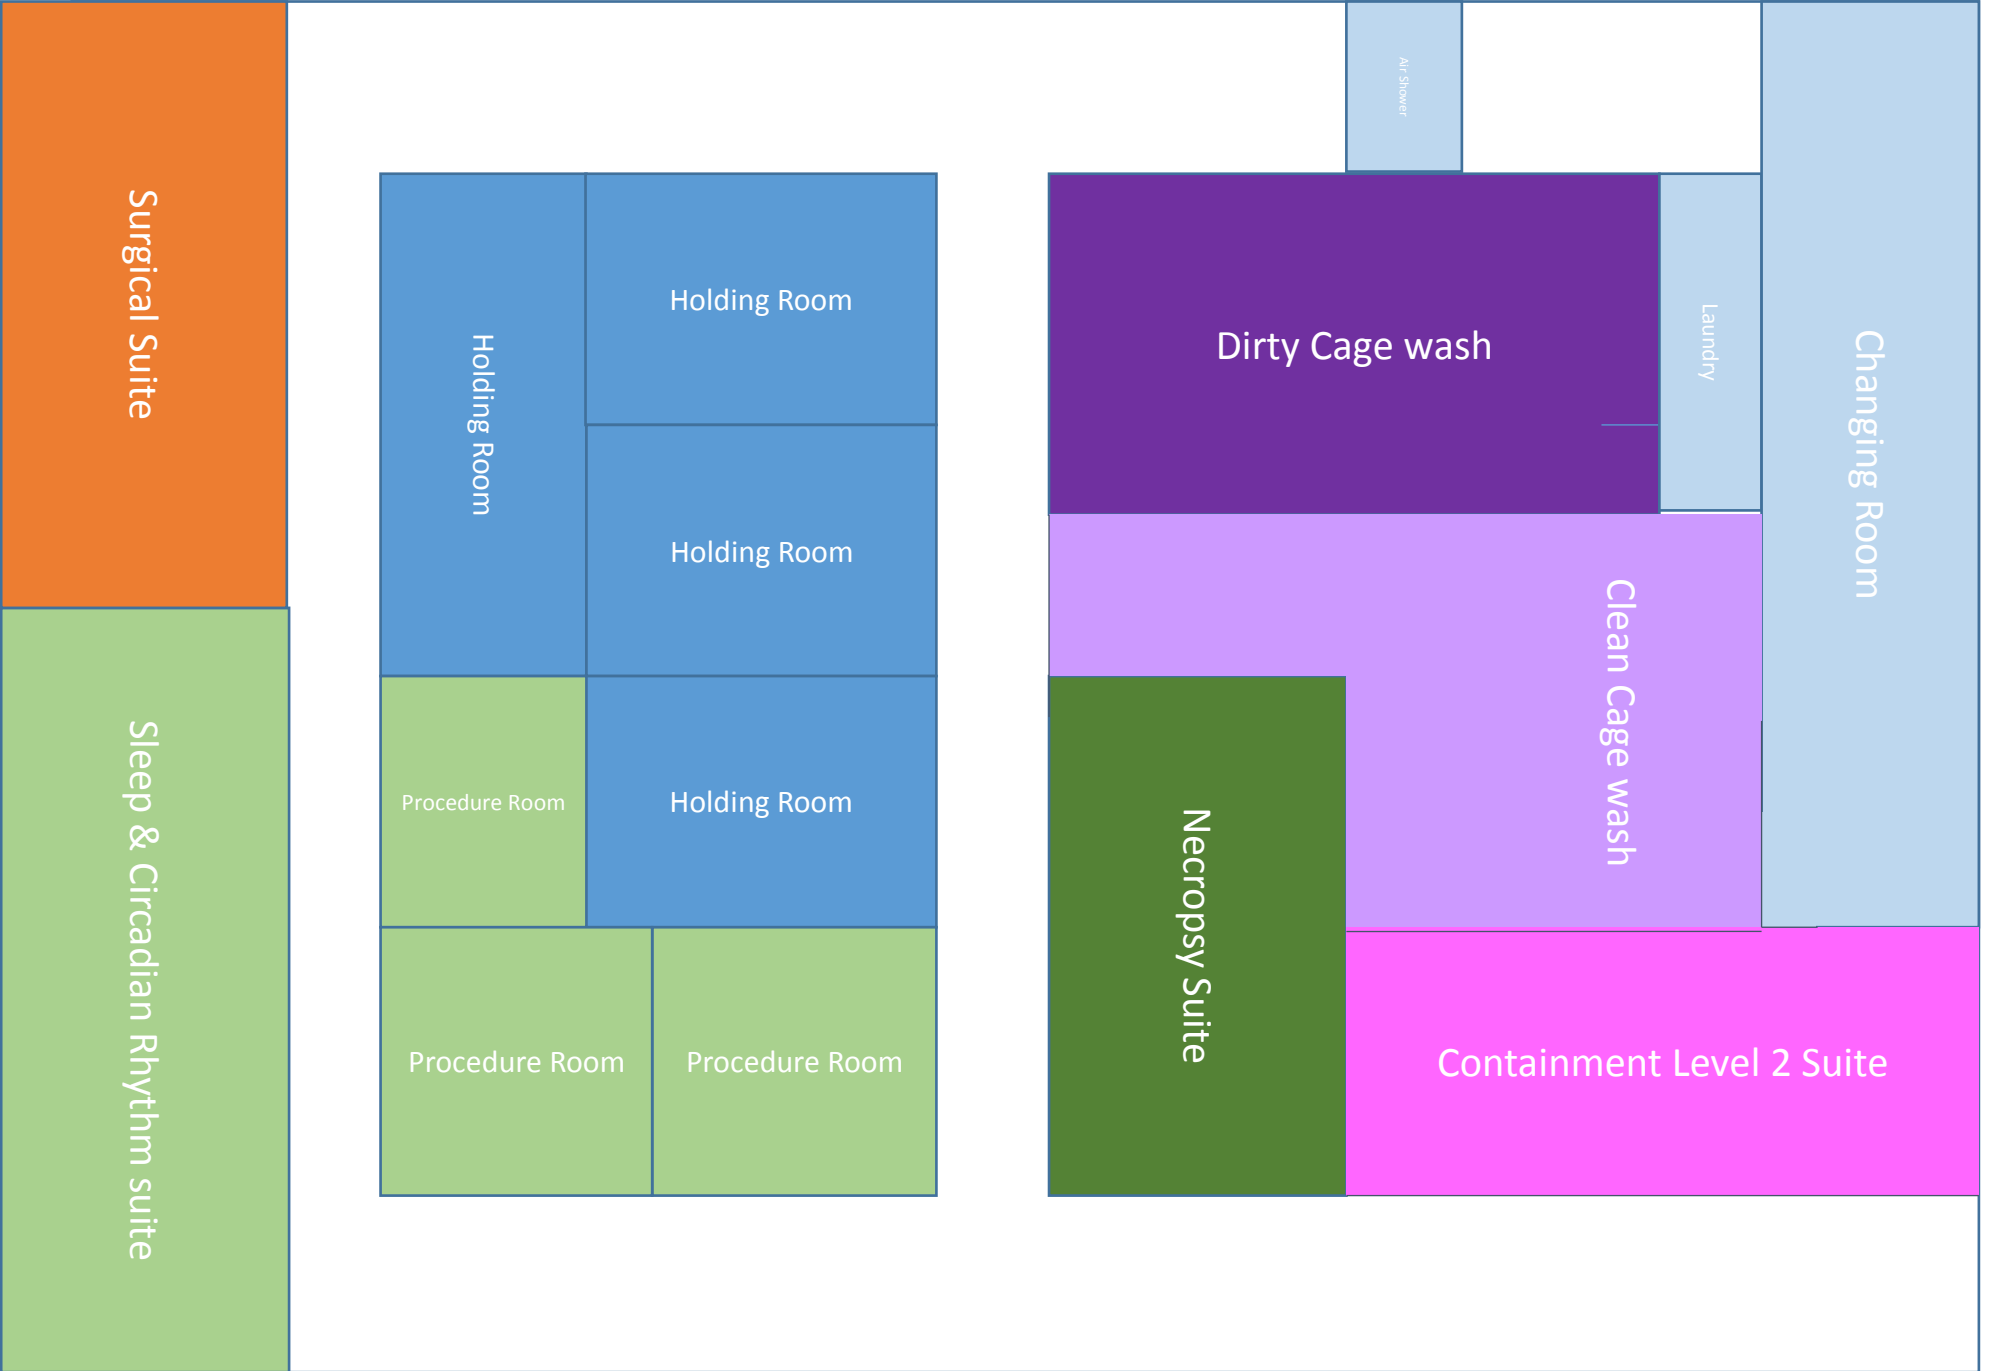 Air Shower
Surgical Suite
Holding Room
Holding Room
Holding Room
Dirty Cage wash
Laundry
Changing Room
Clean Cage wash
Sleep & Circadian Rhythm suite
Procedure Room
Holding Room
Necropsy Suite
Procedure Room
Procedure Room
Containment Level 2 Suite